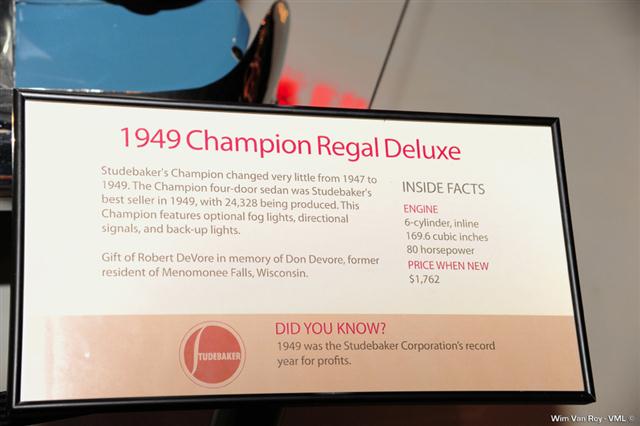 1949 Champion Regal Deluxe
Studebaker's Champion changed very little from 1947 to
1949. The Champion four-door sedan was Studebaker's
best seller in 1949, with 24,328 being produced. This
Champion features optional fog lights, directional
signals, and back-up lights.
Gift of Robert DeVore in memory of Don Devore, former
resident of Menomonee Falls, Wisconsin.
INSIDE FACTS
ENGINE
6-cylinder, inline
169.6 cubic inches
80 horsepower
PRICE WHEN NEW
$1,762
STUDEBAKER
DID YOU KNOW?
1949 was the Studebaker Corporation's record
year for profits.
Wim Van Roy - VML ©